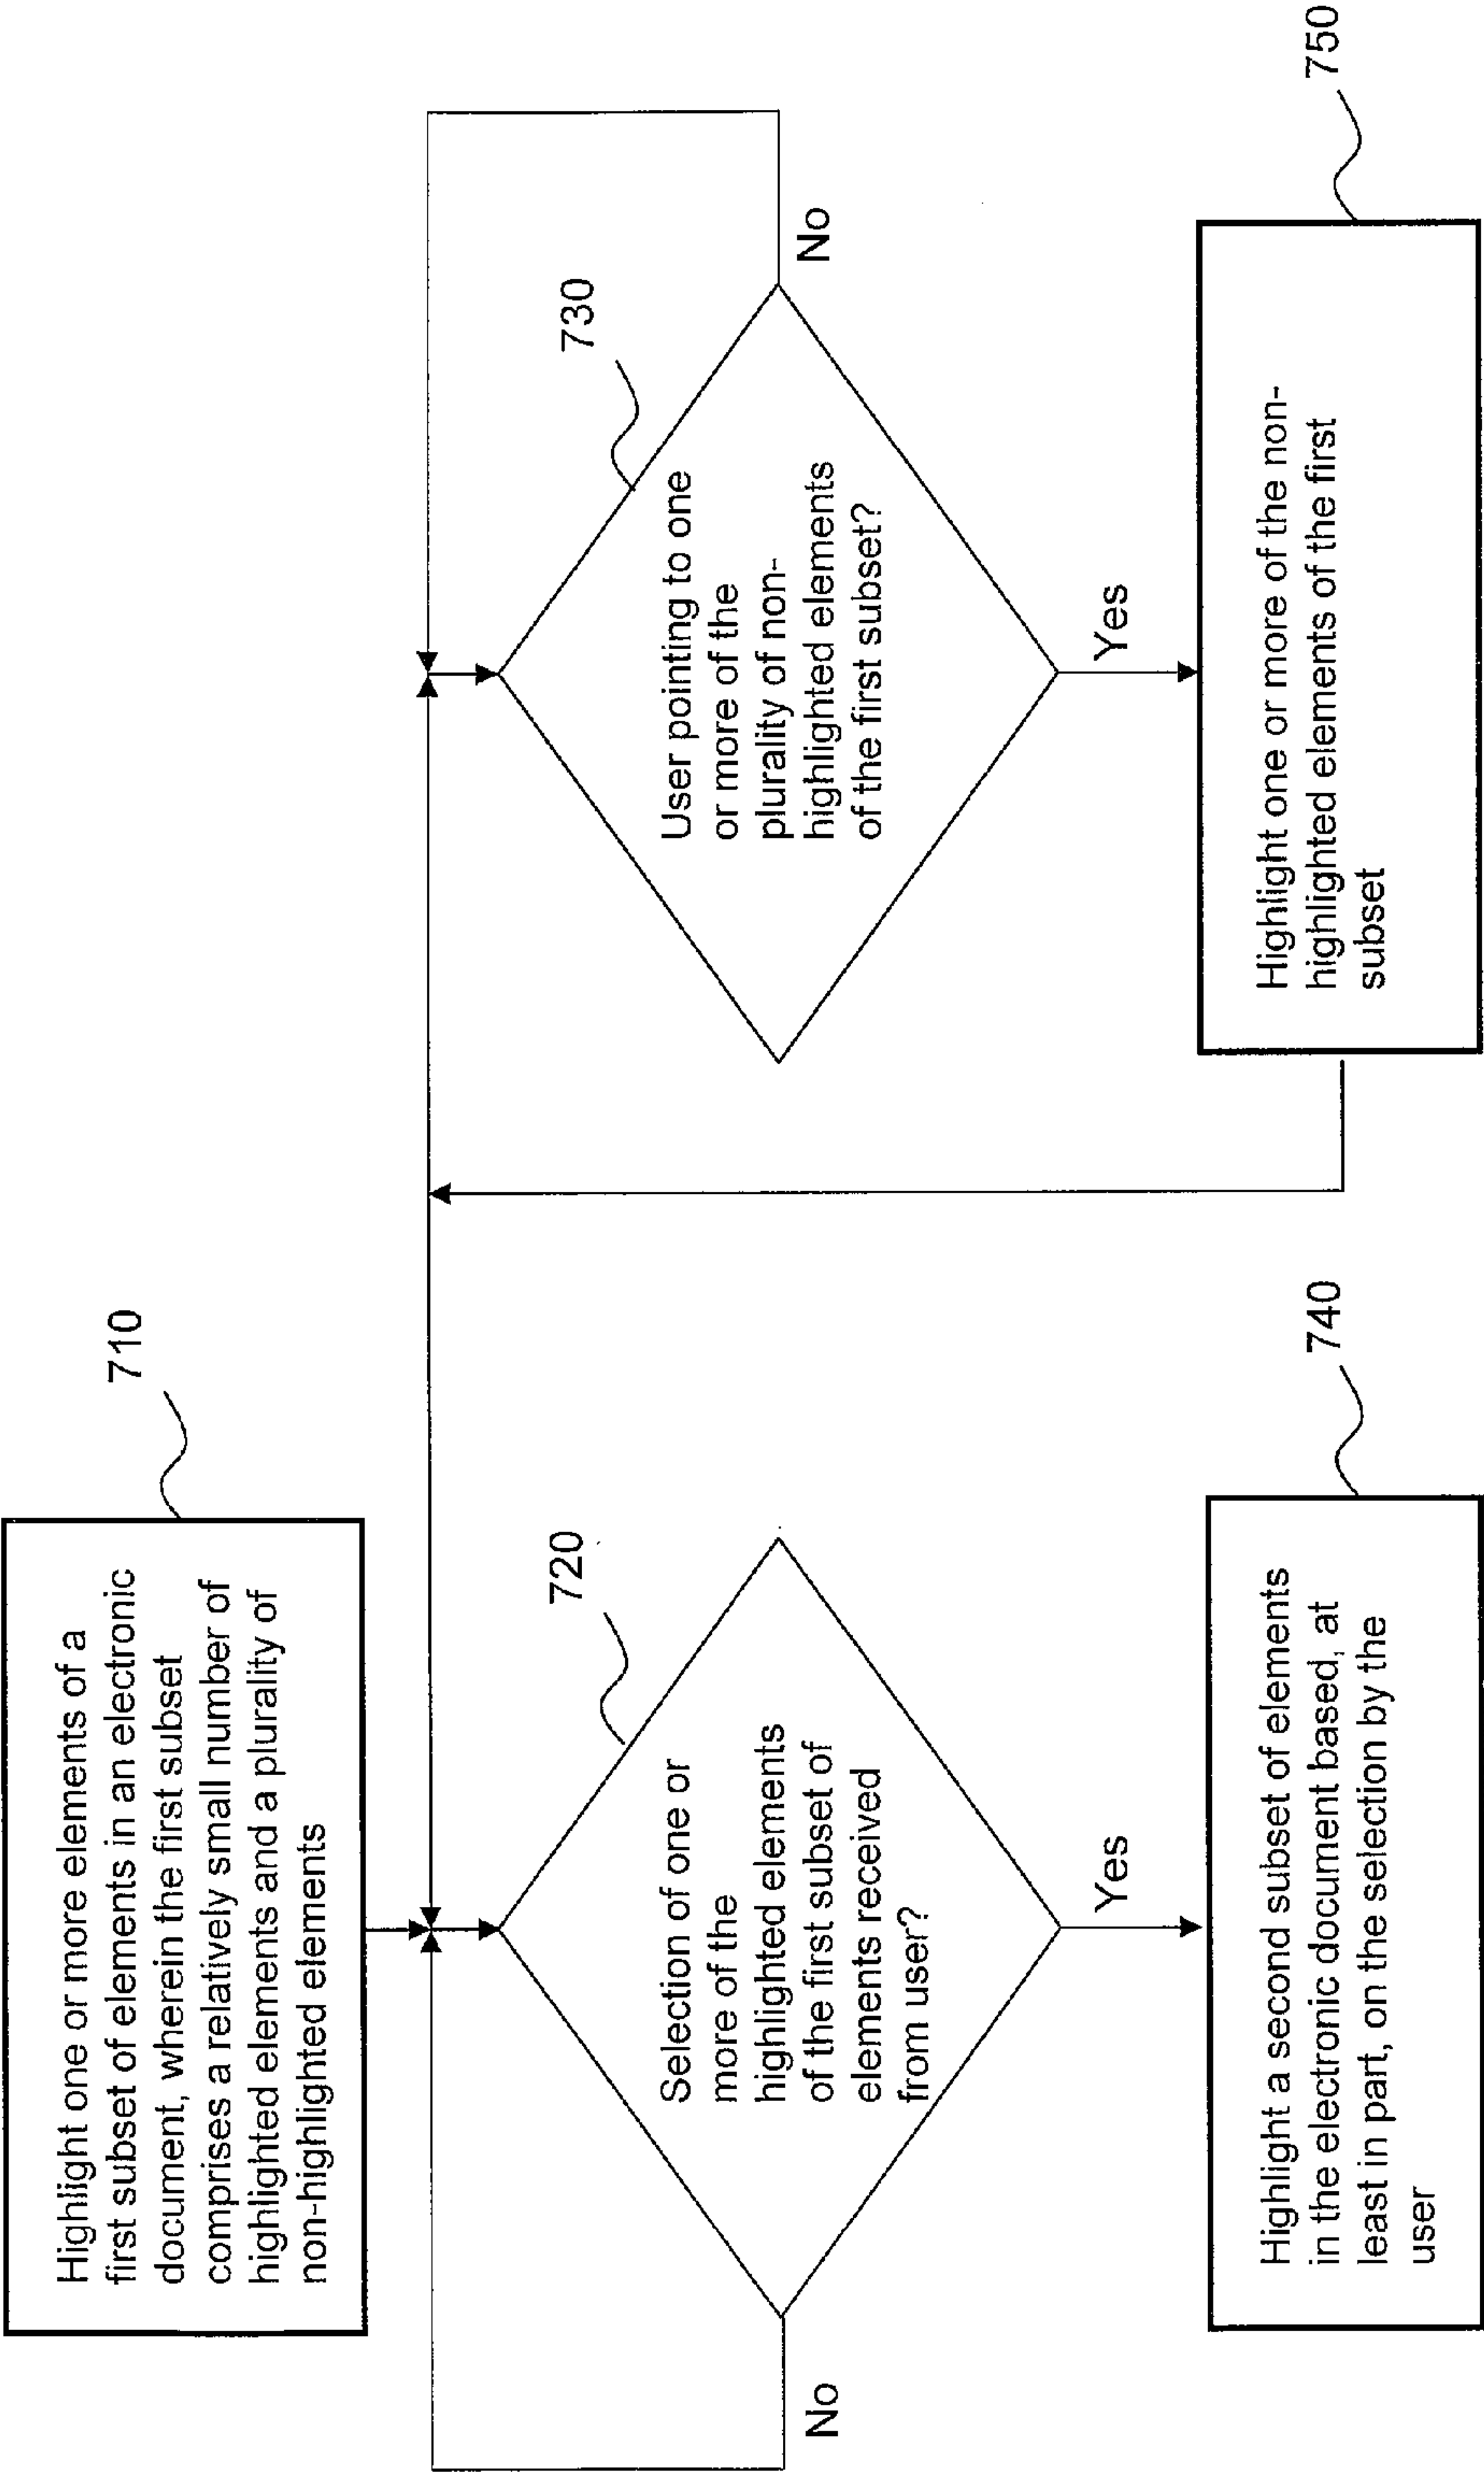 Highlight one or more elements of a
first subset of elements in an electronic
document, wherein the first subset
comprises a relatively small number of
highlighted elements and a plurality of
non-highlighted elements
710
720
Selection of one or
more of the
highlighted elements
of the first subset of
elements received
from user?
No
Yes
730
User pointing to one
or more of the
plurality of non-
highlighted elements
of the first subset?
No
Yes
740
Highlight a second subset of elements
in the electronic document based, at
least in part, on the selection by the
user
750
Highlight one or more of the non-
highlighted elements of the first
subset